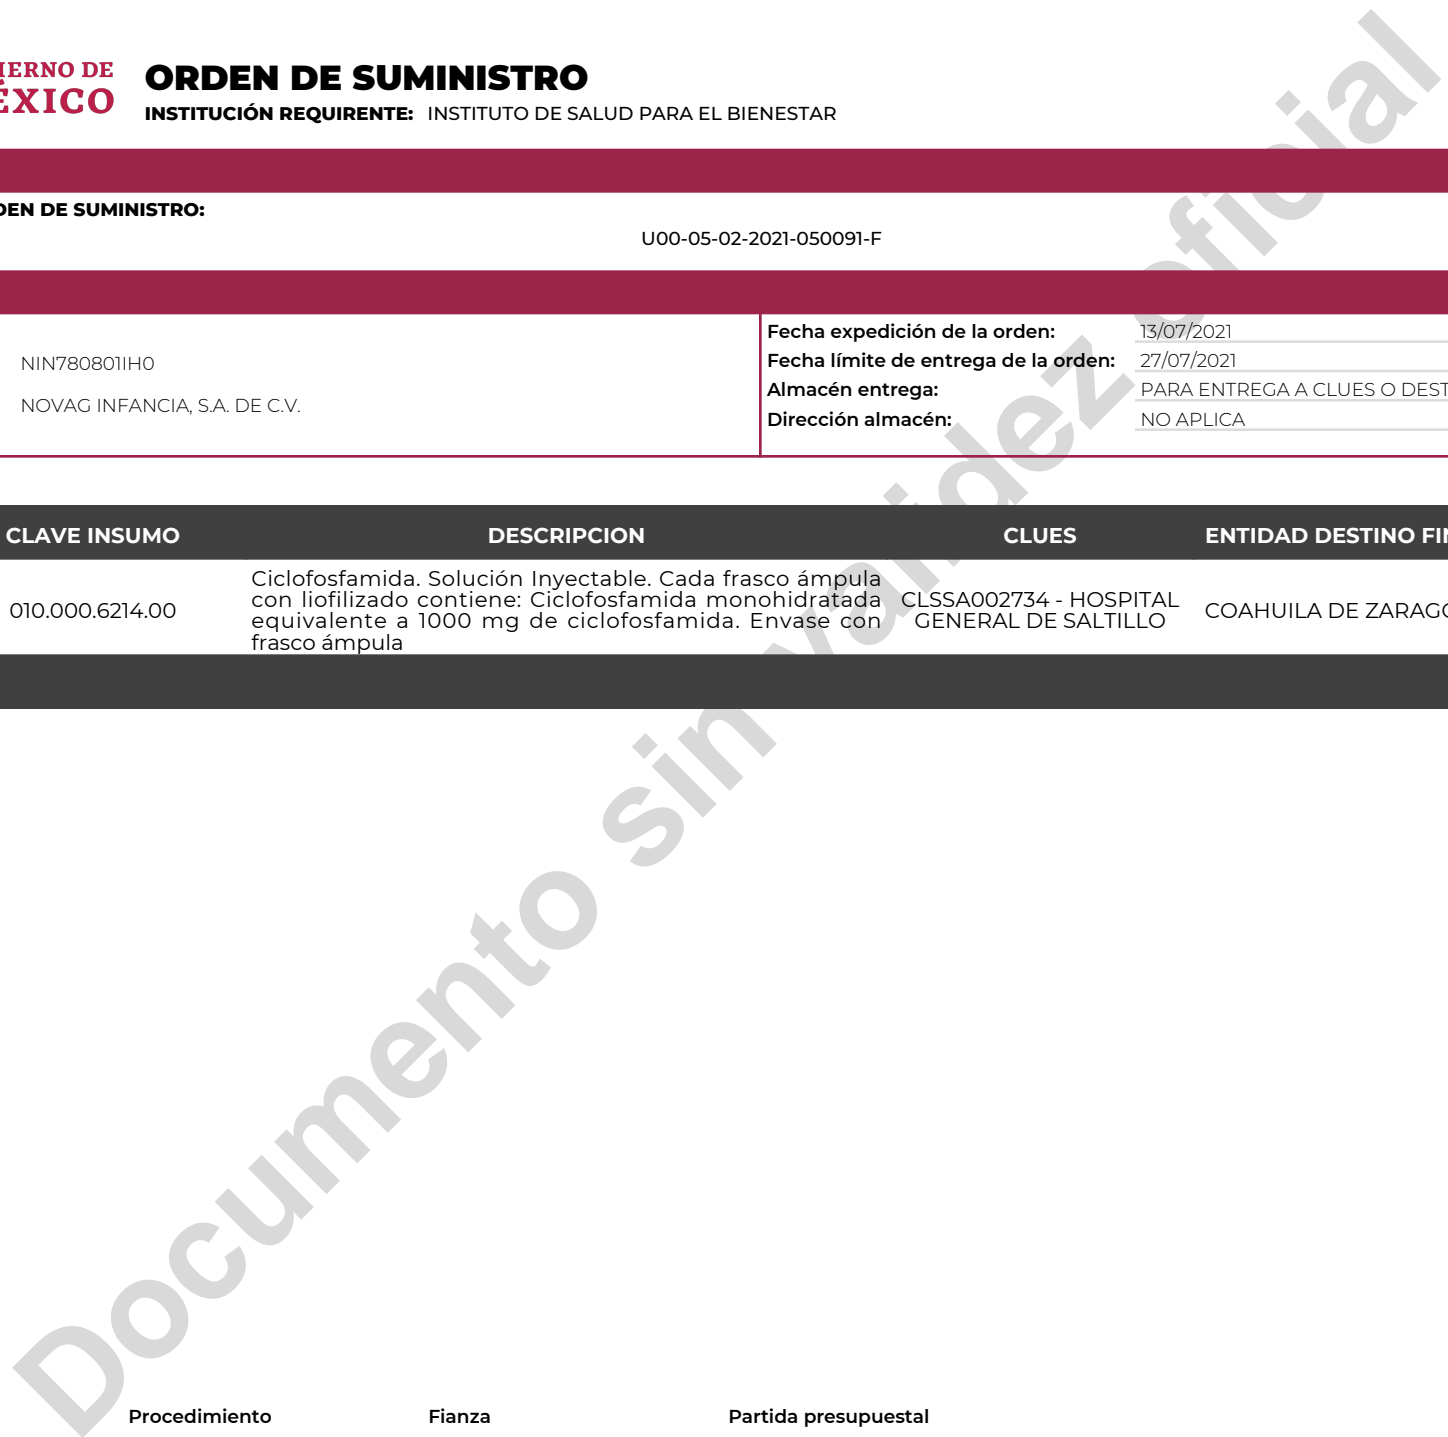 IERNO DE
ÉXICO
ORDEN DE SUMINISTRO
INSTITUCIÓN REQUIRENTE: INSTITUTO DE SALUD PARA EL BIENESTAR
DEN DE SUMINISTRO:
U00-05-02-2021-050091-F
NIN780801IH0
NOVAG INFANCIA, S.A. DE C.V.
Fecha expedición de la orden: 13/07/2021
Fecha límite de entrega de la orden: 27/07/2021
Almacén entrega: PARA ENTREGA A CLUES O DEST
Dirección almacén: NO APLICA
CLAVE INSUMO DESCRIPCION CLUES ENTIDAD DESTINO FIN
010.000.6214.00
Ciclofosfamida. Solución Inyectable. Cada frasco ámpula
con liofilizado contiene: Ciclofosfamida monohidratada
equivalente a 1000 mg de ciclofosfamida. Envase con
frasco ámpula
CLSSA002734 - HOSPITAL
GENERAL DE SALTILLO
COAHUILA DE ZARAGO
Documento sin validez oficial
Procedimiento Fianza Partida presupuestal